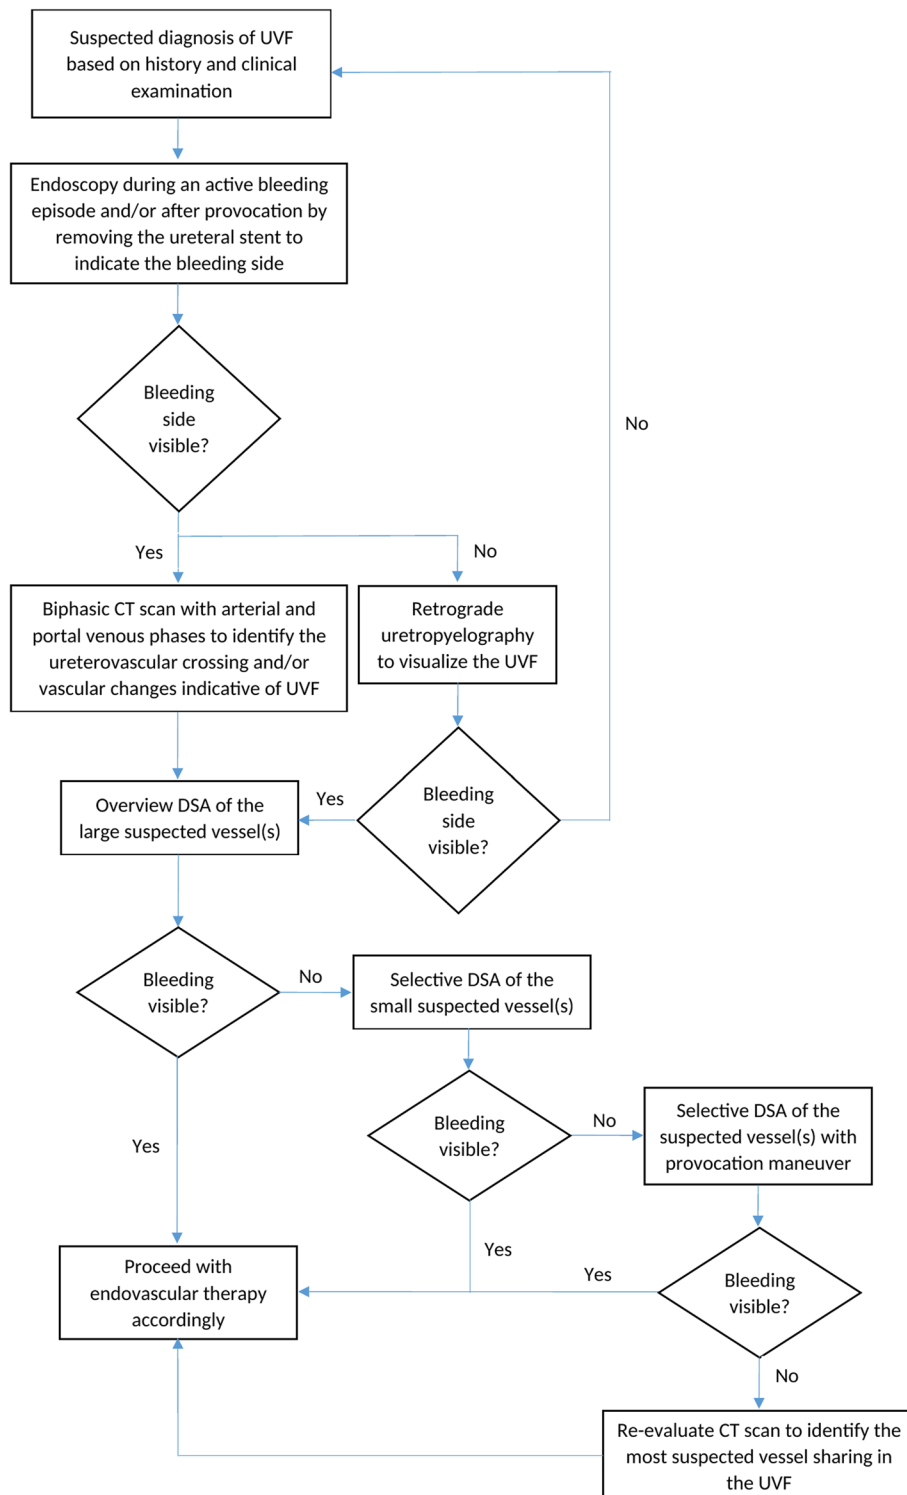 Suspected diagnosis of UVF
based on history and clinical
examination
Endoscopy during an active bleeding
episode and/or after provocation by
removing the ureteral stent to
indicate the bleeding side
Bleeding
side
visible?
No
Yes
No
Biphasic CT scan with arterial and
portal venous phases to identify the
ureterovascular crossing and/or
vascular changes indicative of UVF
Retrograde
uretropyelography
to visualize the UVF
Overview DSA of the
large suspected vessel(s)
Yes
Bleeding
side
visible?
Bleeding
visible?
No
Selective DSA of the
small suspected vessel(s)
Bleeding
visible?
No
Selective DSA of the
suspected vessel(s) with
provocation maneuver
Yes
Yes
Yes
Bleeding
visible?
Proceed with
endovascular therapy
accordingly
No
Re-evaluate CT scan to identify the
most suspected vessel sharing in
the UVF